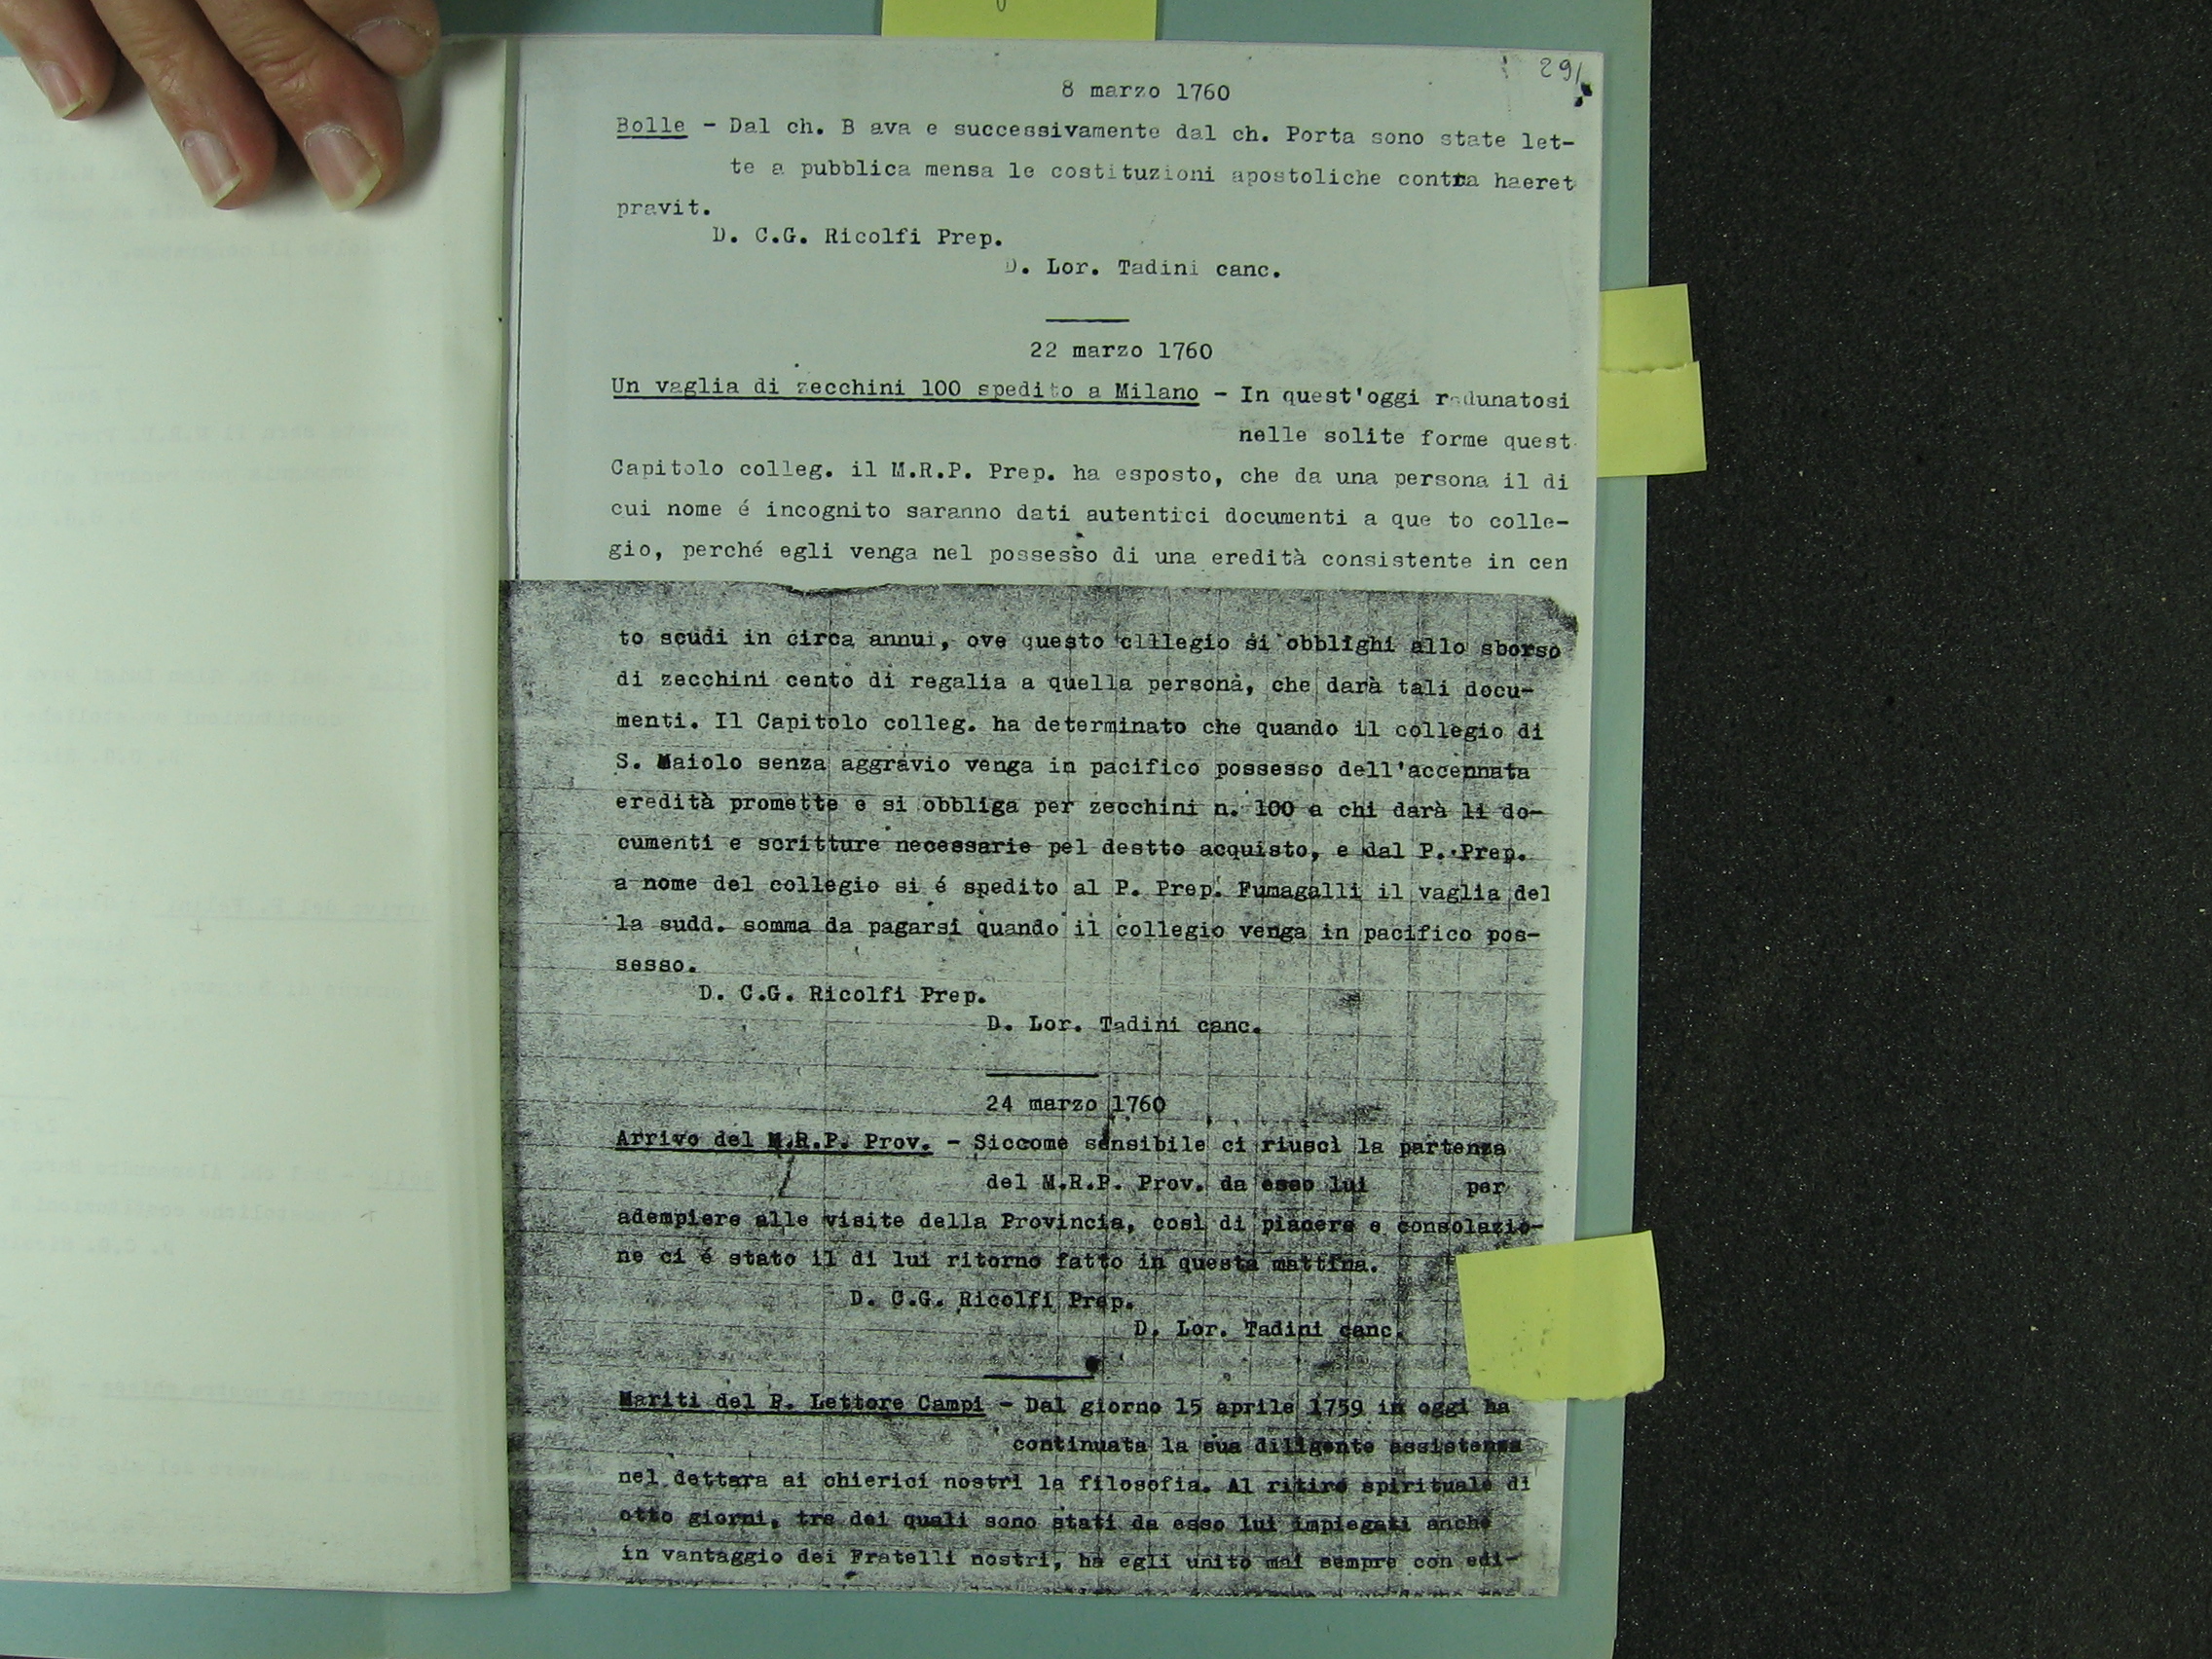 29
8 marzo 1760
Bolle - Dal ch. B ava e successivamente dal ch. Porta sono state let-
te a pubblica mensa le costituzioni apostoliche contra haeret
pravit.
D. C.G. Ricolfi Prep.
D. Lor. Tadini canc.
22 marzo 1760
Un vaglia di zecchini 100 spedito a Milano - In quest'oggi radunatosi
nelle solite forme quest
Capitolo colleg. il M.R.P. Prep. ha esposto, che da una persona il di
cui nome é incognito saranno dati autentici documenti a que to colle-
gio, perché egli venga nel possesso di una eredità consistente in cen
to scudi in circa annui, ove questo cillegio si obblighi allo sborso
di zecchini cento di regalia a quella persona, che darà tali docu-
menti. Il Capitolo colleg. ha determinato che quando il collegio di
S. Maiolo senza aggravio venga in pacifico possesso dell'accennata
eredità promette e si obbliga per zecchini n. 100 a chi darà li do-
cumenti e scritture necessarie pel destto acquisto, e dal P. Prep.
a nome del collegio si é spedito al P. Prep. Fumagalli il vaglia del
la sudd. somma da pagarsi quando il collegio venga in pacifico pos-
sesso.
D. C.G. Ricolfi Prep.
D. Lor. Tadini canc.
24 marzo 1760
Arrivo del M.R.P. Prov. - Siccome sensibile ci riuscì la partenza
del M.R.P. Prov. da esso lui per
adempiere alle visite della Provincia, così di piacere e consolazio-
ne ci é stato il di lui ritorno fatto in questa mattina.
D. C.G. Ricolfi Prep.
D. Lor. Tadini canc.
Mariti del P. Lettore Campi - Dal giorno 15 aprile 1759 in oggi ha
continuata la sua diligente assistenza
nel dettara ai chierici nostri la filosofia. Al ritiro spirituale di
otto giorni, tre dei quali sono stati da esso lui impiegati anche
in vantaggio dei Fratelli nostri, ha egli unito mai sempre con edi-